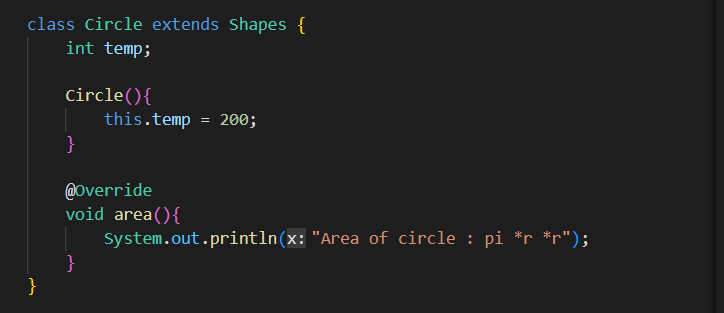 class Circle extends Shapes {
    int temp;

    Circle(){
        this.temp = 200;
    }

    @Override
    void area(){
        System.out.println(x: "Area of circle : pi *r *r");
    }
}